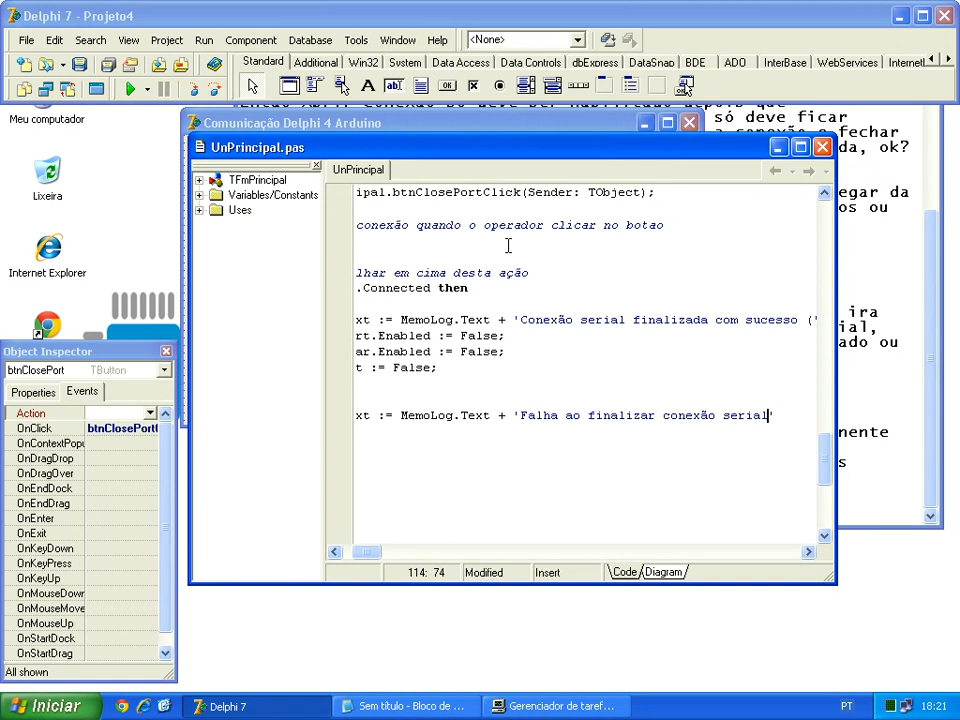 Delphi 7 - Projeto4
File Edit Search View Project Run Component Database Tools Window Help
<None>
Standard Additional Win32 System Data Access Data Controls dbExpress DataSnap BDE ADO InterBase WebServices Internet
só deve ficar
a conexão e fechar
da, ok?
egar da
os ou
ira
ial,
ado ou
nente
s
Meu computador
Lixeira
Internet Explorer
Comunicação Delphi 4 Arduino
UnPrincipal.pas
TFmPrincipal
Variables/Constants
Uses
UnPrincipal
ipal.btnClosePortClick(Sender: TObject);
conexão quando o operador clicar no botao
lhar em cima desta ação
.Connected then
xt := MemoLog.Text + 'Conexão serial finalizada com sucesso ('
rt.Enabled := False;
ar.Enabled := False;
t := False;
xt := MemoLog.Text + 'Falha ao finalizar conexão serial'
114: 74 Modified Insert Code Diagram
Object Inspector
btnClosePort TButton
Properties Events
Action
OnClick btnClosePort
OnContextPopu
OnDragDrop
OnDragOver
OnEndDock
OnEndDrag
OnEnter
OnExit
OnKeyDown
OnKeyPress
OnKeyUp
OnMouseDown
OnMouseMove
OnMouseUp
OnStartDock
OnStartDrag
All shown
Iniciar Delphi 7 Sem título - Bloco de ... Gerenciador de taref... PT 18:21